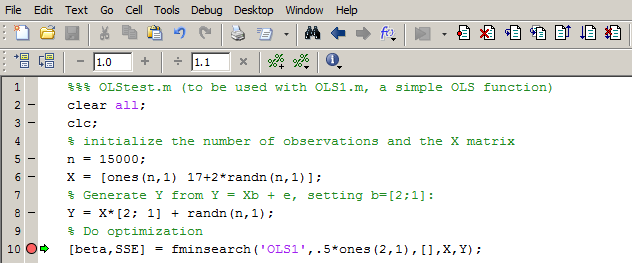 File Edit Text Go Cell Tools Debug Desktop Window Help
1.0 1.1
1 %%% OLStest.m (to be used with OLS1.m, a simple OLS function)
2 clear all;
3 clc;
4 % initialize the number of observations and the X matrix
5 n = 15000;
6 X = [ones(n,1) 17+2*randn(n,1)];
7 % Generate Y from Y = Xb + e, setting b=[2;1]:
8 Y = X*[2; 1] + randn(n,1);
9 % Do optimization
10 [beta,SSE] = fminsearch('OLS1',.5*ones(2,1),[],X,Y);